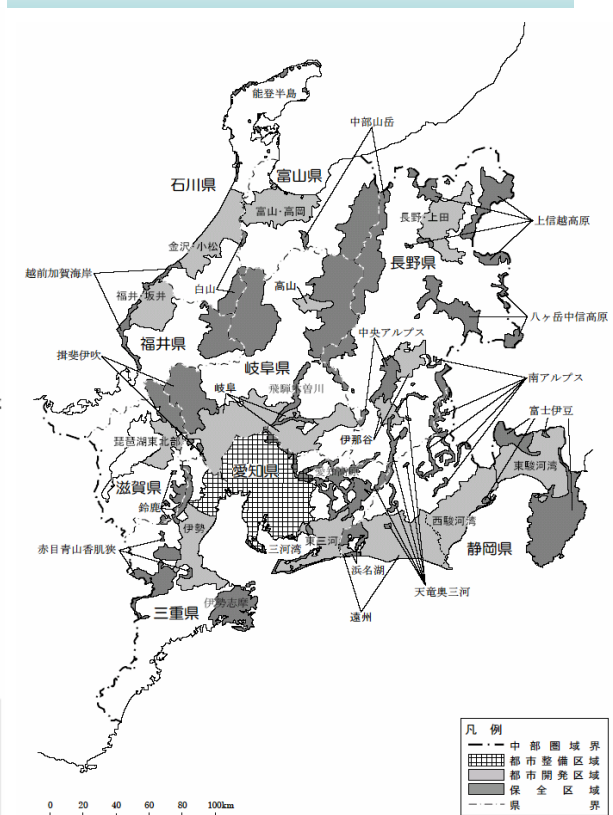 能登半島
中部山岳
石川県
富山県
富山・高岡
長野・上田
上信越高原
金沢・小松
長野県
越前加賀海岸
白山
高山
福井・坂井
八ヶ岳中信高原
福井県
中央アルプス
揖斐伊吹
岐阜県
岐阜
飛騨木曽川
南アルプス
富士伊豆
伊那谷
琵琶湖東北部
愛知県
東駿河湾
滋賀県
鈴鹿
西駿河湾
伊勢
東三河
赤目青山香肌狭
三河湾
静岡県
浜名湖
天竜奥三河
伊勢志摩
三重県
遠州
凡例
中部圏域界
都市整備区域
都市開発区域
保全区域
県界
0 20 40 60 80 100km